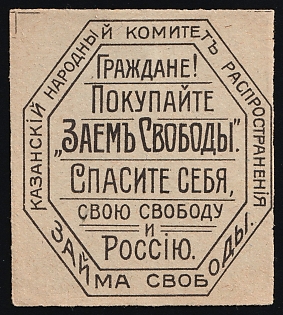 КАЗАНСКІЙ НАРОДНЫЙ КОМИТЕТЪ РАСПРОСТРАНЕНІЯ
ЗАЙМА СВОБОДЫ.
ГРАЖДАНЕ!
ПОКУПАЙТЕ
„ЗАЕМЪ СВОБОДЫ".
СПАСИТЕ СЕБЯ,
СВОЮ СВОБОДУ
И
РОССІЮ.